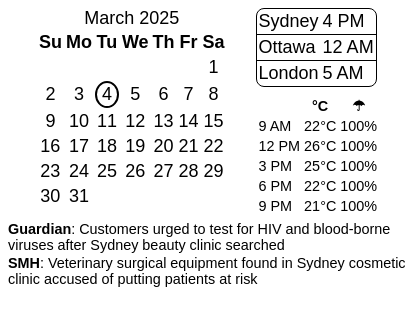 March 2025
Su Mo Tu We Th Fr Sa
1
2 3 4 5 6 7 8
9 10 11 12 13 14 15
16 17 18 19 20 21 22
23 24 25 26 27 28 29
30 31
Sydney 4 PM
Ottawa 12 AM
London 5 AM
°C ☂
9 AM 22°C 100%
12 PM 26°C 100%
3 PM 25°C 100%
6 PM 22°C 100%
9 PM 21°C 100%
Guardian: Customers urged to test for HIV and blood-borne
viruses after Sydney beauty clinic searched
SMH: Veterinary surgical equipment found in Sydney cosmetic
clinic accused of putting patients at risk